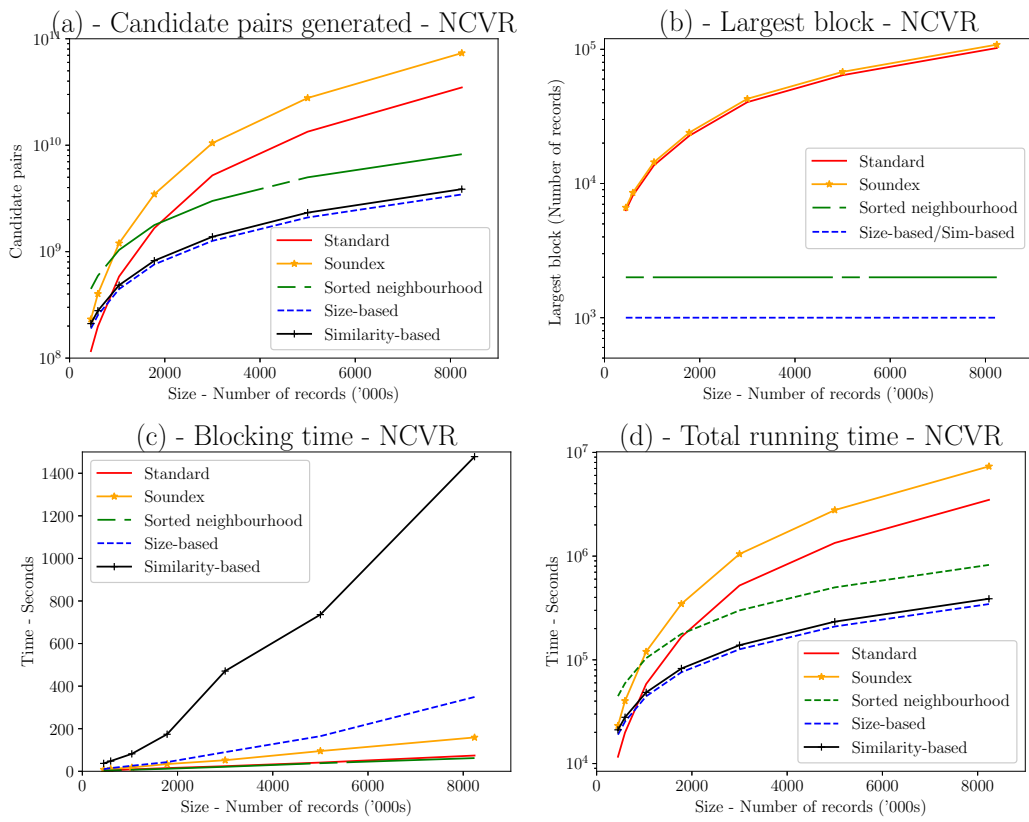 (a) - Candidate pairs generated - NCVR
10^11
10^10
10^9
10^8
Candidate pairs
Standard
Soundex
Sorted neighbourhood
Size-based
Similarity-based
0 2000 4000 6000 8000
Size - Number of records ('000s)
(b) - Largest block - NCVR
10^5
10^4
10^3
Largest block (Number of records)
Standard
Soundex
Sorted neighbourhood
Size-based/Sim-based
0 2000 4000 6000 8000
Size - Number of records ('000s)
(c) - Blocking time - NCVR
1400
1200
1000
800
600
400
200
0
Time - Seconds
Standard
Soundex
Sorted neighbourhood
Size-based
Similarity-based
0 2000 4000 6000 8000
Size - Number of records ('000s)
(d) - Total running time - NCVR
10^7
10^6
10^5
10^4
Time - Seconds
Standard
Soundex
Sorted neighbourhood
Size-based
Similarity-based
0 2000 4000 6000 8000
Size - Number of records ('000s)